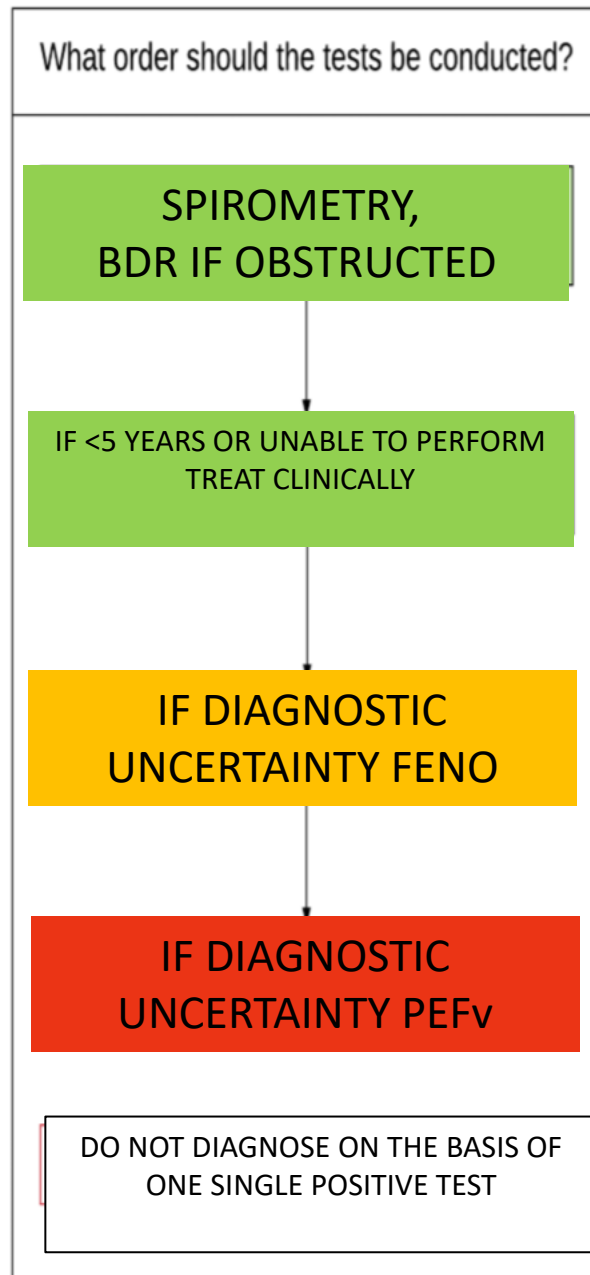 What order should the tests be conducted?
SPIROMETRY,
BDR IF OBSTRUCTED
IF <5 YEARS OR UNABLE TO PERFORM
TREAT CLINICALLY
IF DIAGNOSTIC
UNCERTAINTY FENO
IF DIAGNOSTIC
UNCERTAINTY PEFv
DO NOT DIAGNOSE ON THE BASIS OF
ONE SINGLE POSITIVE TEST